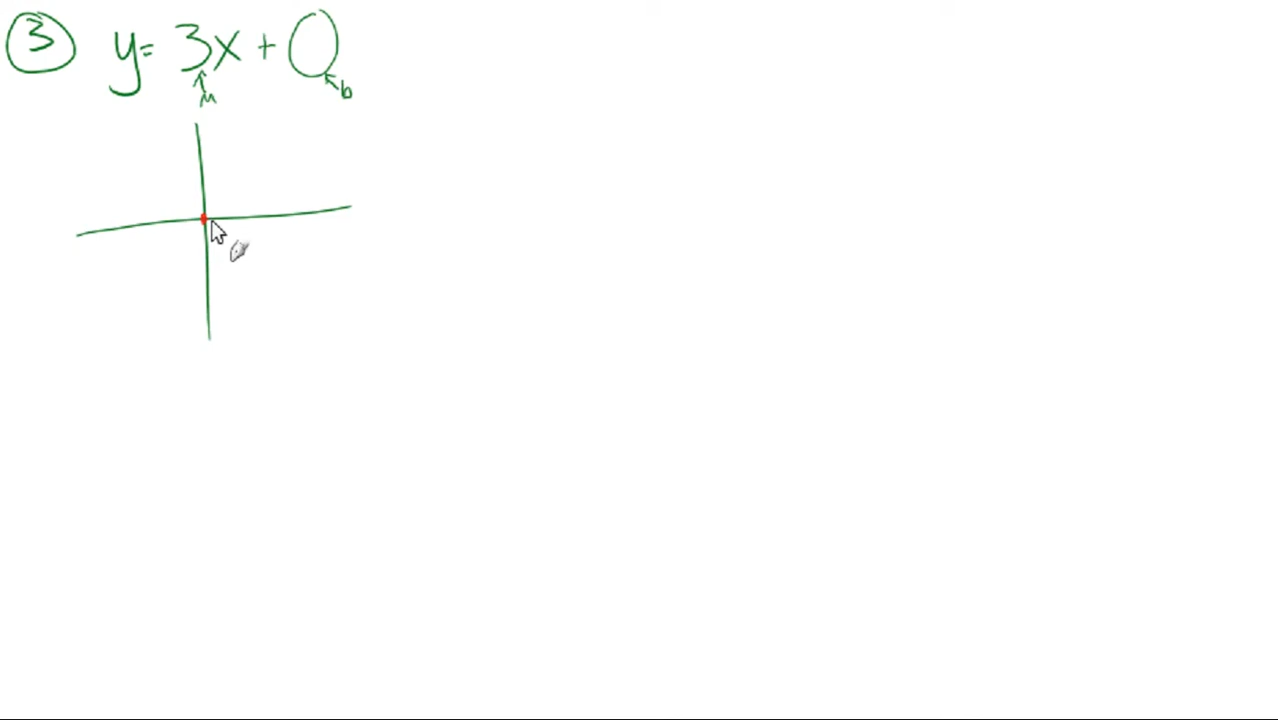 ③ y = 3x + 0
m b